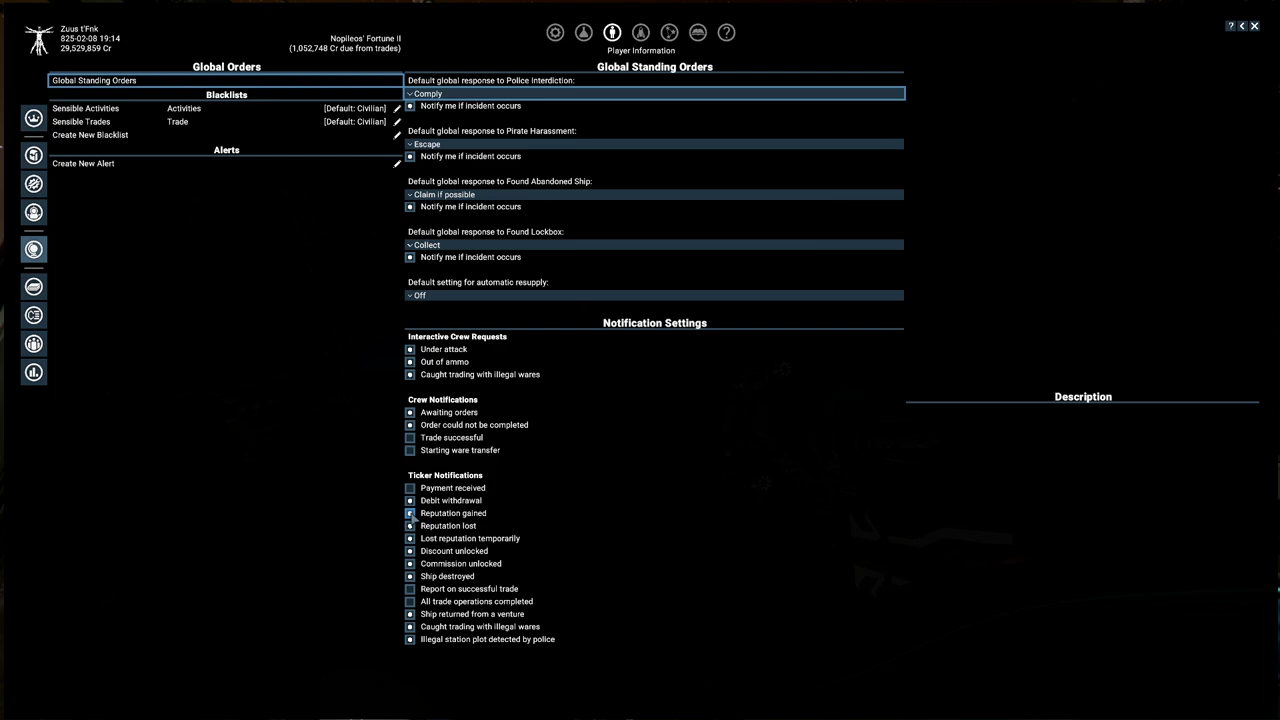 Zuus t'Fnk
825-02-08 19:14
29,529,859 Cr
Nopileos' Fortune II
(1,052,748 Cr due from trades)
Player Information
Global Orders
Global Standing Orders
Blacklists
Sensible Activities Activities [Default: Civilian]
Sensible Trades Trade [Default: Civilian]
Create New Blacklist
Alerts
Create New Alert
Global Standing Orders
Default global response to Police Interdiction:
Comply
Notify me if incident occurs
Default global response to Pirate Harassment:
Escape
Notify me if incident occurs
Default global response to Found Abandoned Ship:
Claim if possible
Notify me if incident occurs
Default global response to Found Lockbox:
Collect
Notify me if incident occurs
Default setting for automatic resupply:
Off
Notification Settings
Interactive Crew Requests
Under attack
Out of ammo
Caught trading with illegal wares
Crew Notifications
Awaiting orders
Order could not be completed
Trade successful
Starting ware transfer
Ticker Notifications
Payment received
Debit withdrawal
Reputation gained
Reputation lost
Lost reputation temporarily
Discount unlocked
Commission unlocked
Ship destroyed
Report on successful trade
All trade operations completed
Ship returned from a venture
Caught trading with illegal wares
Illegal station plot detected by police
Description